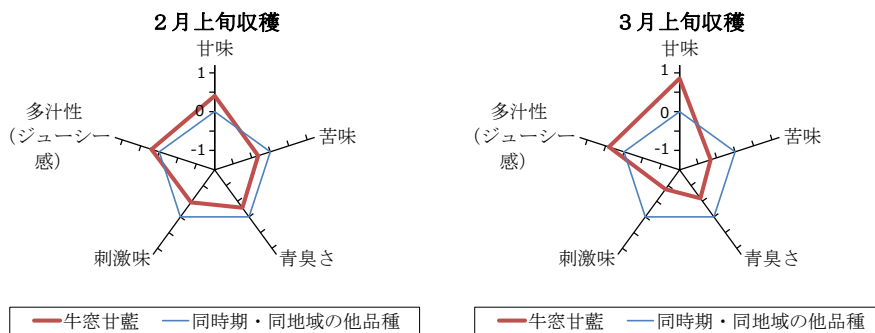 ２月上旬収穫
甘味
1
0
-1
多汁性
（ジューシー
感）
苦味
刺激味
青臭さ
牛窓甘藍
同時期・同地域の他品種
３月上旬収穫
甘味
1
0
-1
多汁性
（ジューシー
感）
苦味
刺激味
青臭さ
牛窓甘藍
同時期・同地域の他品種